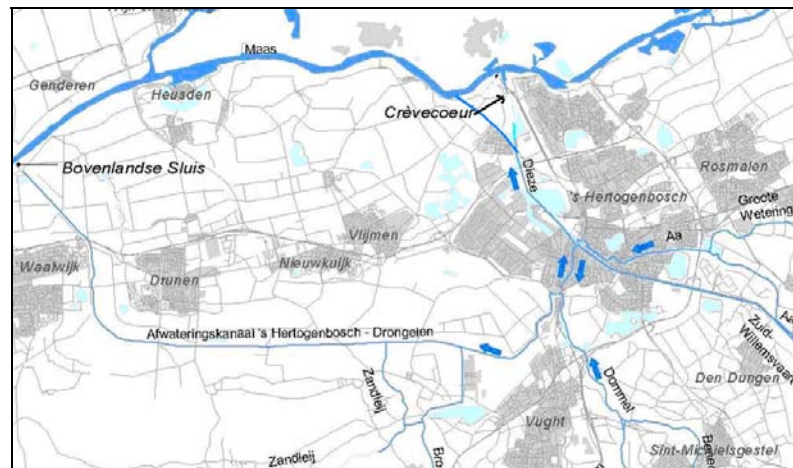 Maas
Genderen
Heusden
Crèvecoeur
Bovenlandse Sluis
Dieze
Rosmalen
's-Hertogenbosch
Groote
Wetering
Vlijmen
Aa
Waalwijk
Drunen
Nieuwkuijk
Afwateringskanaal 's Hertogenbosch - Drongelen
Zuid-
Willemsvaart
Aa
Den Dungen
Zandleij
Dommel
Vught
Zandleij
Sint-Michielsgestel